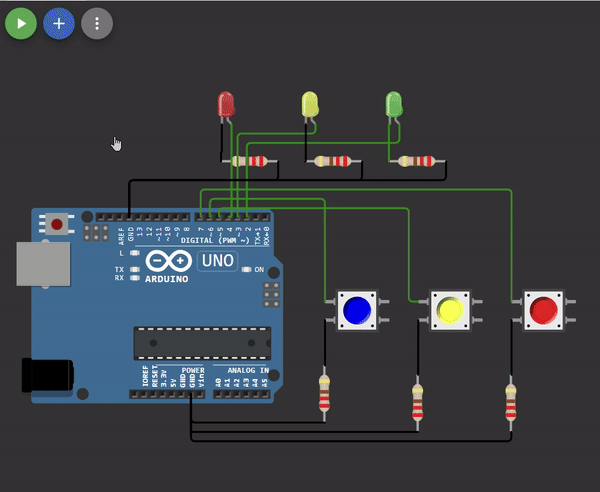 AREF
GND
13
12
~11
~10
~9
8
7
~6
~5
4
~3
2
TX→1
RX←0
DIGITAL (PWM ~)
L
TX
RX
UNO
ON
ARDUINO
IOREF
RESET
3.3V
5V
GND
GND
Vin
POWER
ANALOG IN
A0
A1
A2
A3
A4
A5